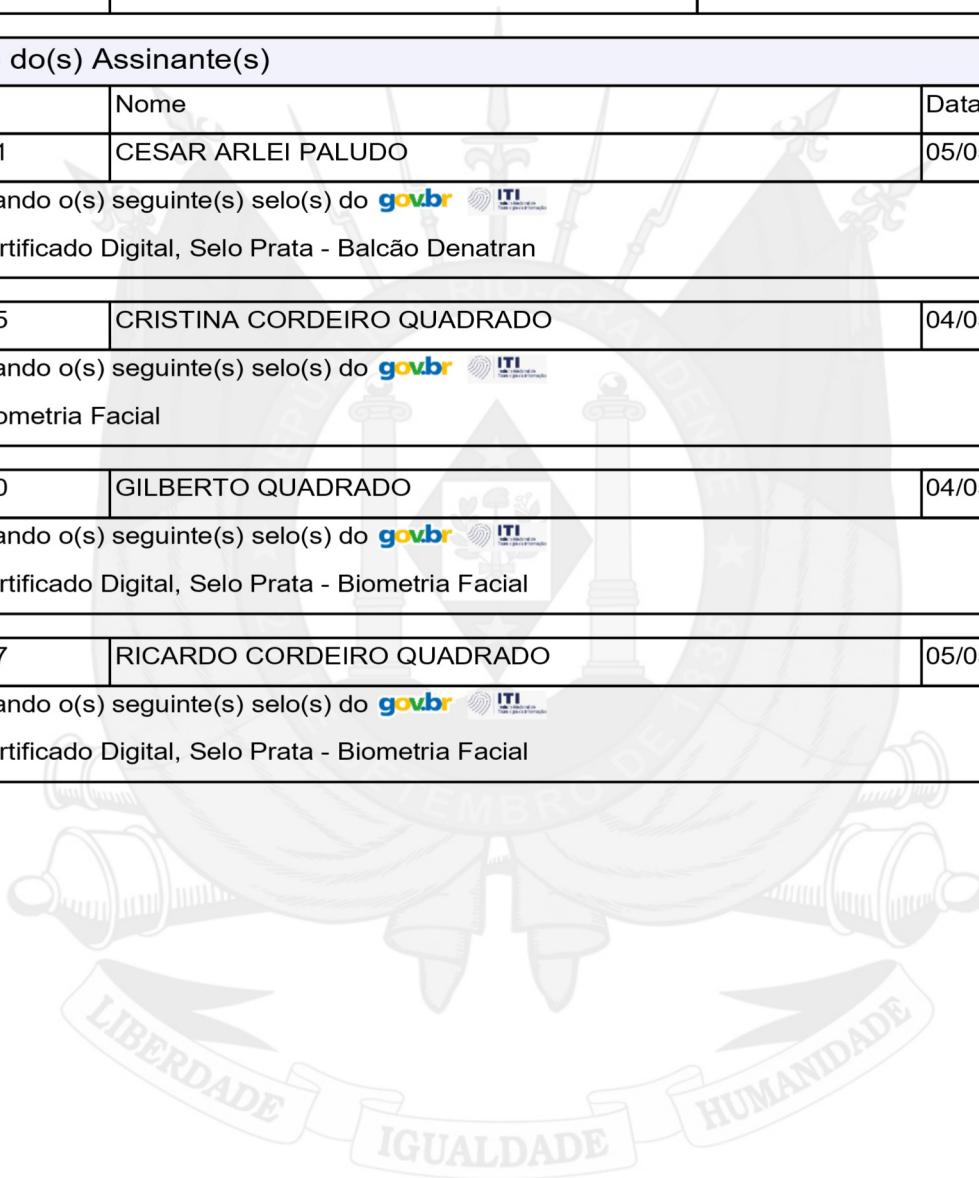 do(s) Assinante(s)
Nome Data
1 CESAR ARLEI PALUDO 05/0
ando o(s) seguinte(s) selo(s) do gov.br ITI
rtificado Digital, Selo Prata - Balcão Denatran
5 CRISTINA CORDEIRO QUADRADO 04/0
ando o(s) seguinte(s) selo(s) do gov.br ITI
ometria Facial
0 GILBERTO QUADRADO 04/0
ando o(s) seguinte(s) selo(s) do gov.br ITI
rtificado Digital, Selo Prata - Biometria Facial
7 RICARDO CORDEIRO QUADRADO 05/0
ando o(s) seguinte(s) selo(s) do gov.br ITI
rtificado Digital, Selo Prata - Biometria Facial
LIBERDADE IGUALDADE HUMANIDADE